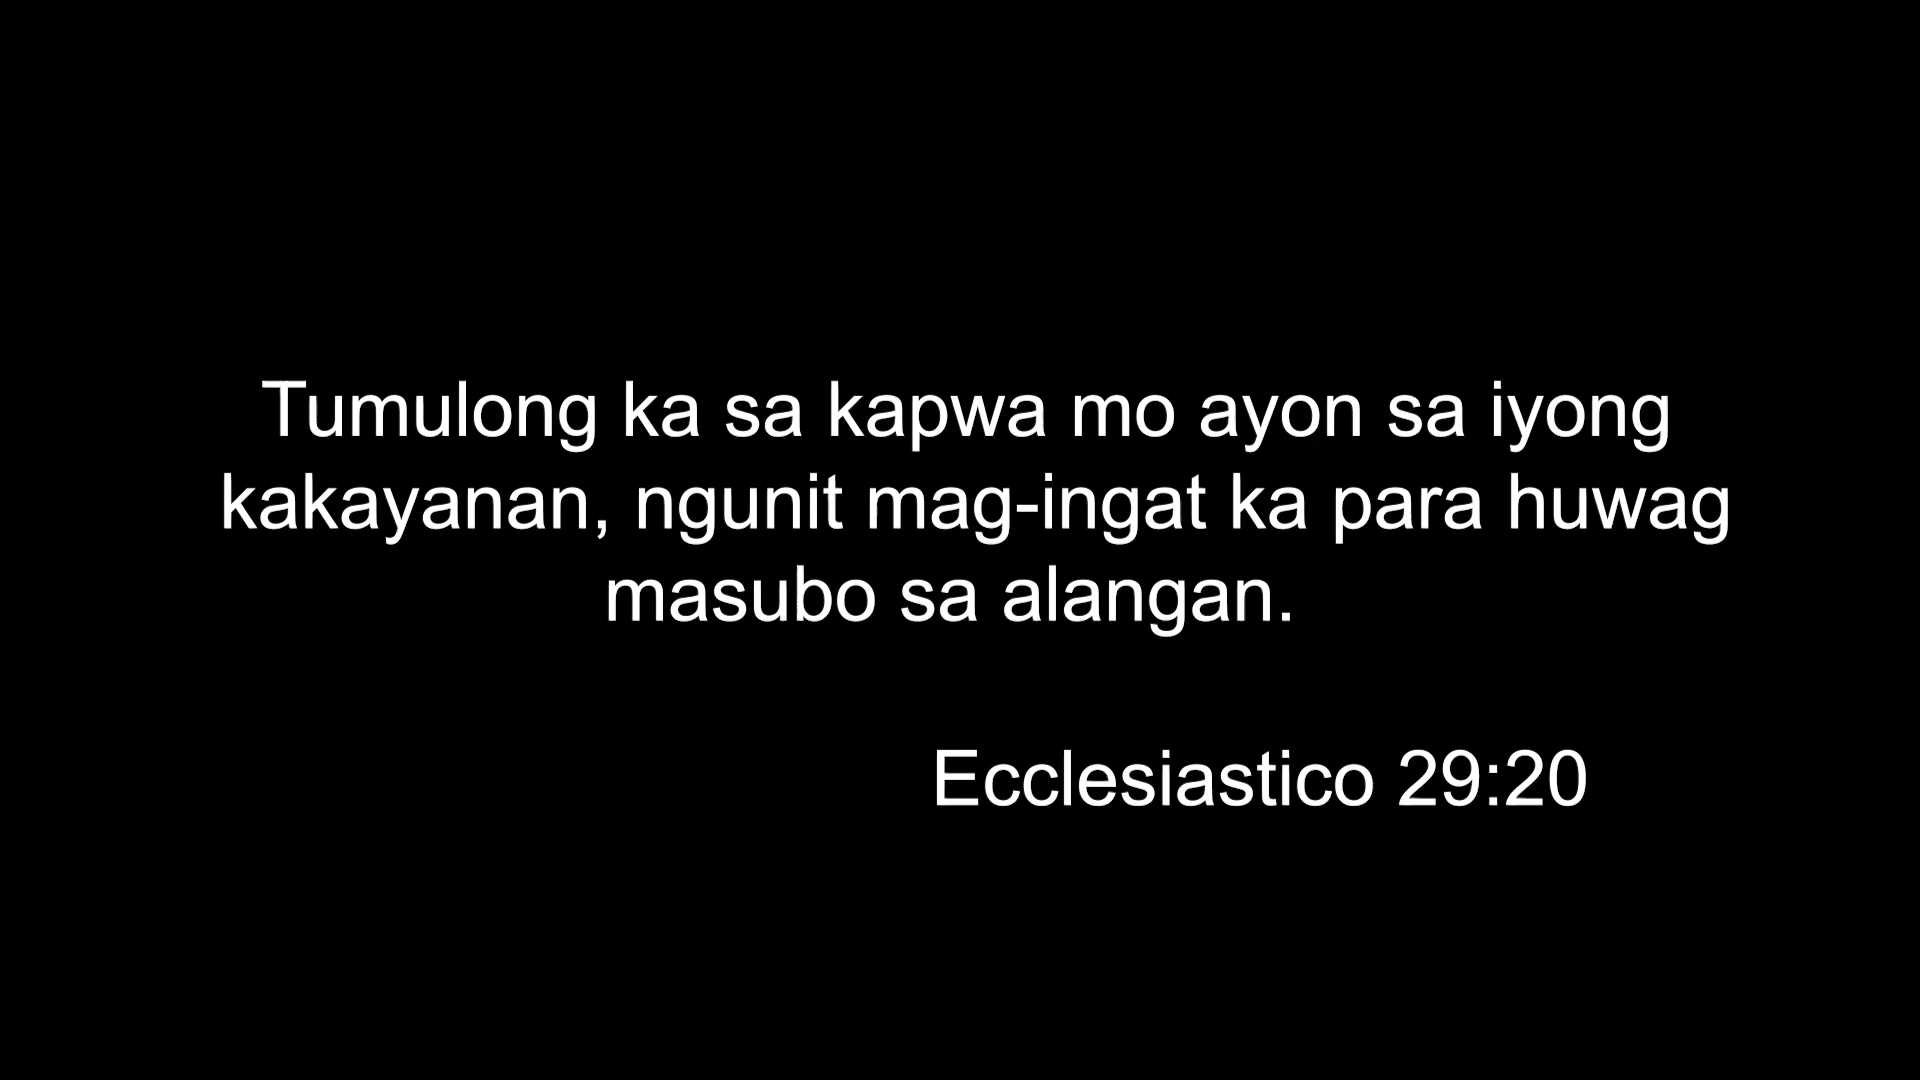 Tumulong ka sa kapwa mo ayon sa iyong
kakayanan, ngunit mag-ingat ka para huwag
masubo sa alangan.
Ecclesiastico 29:20